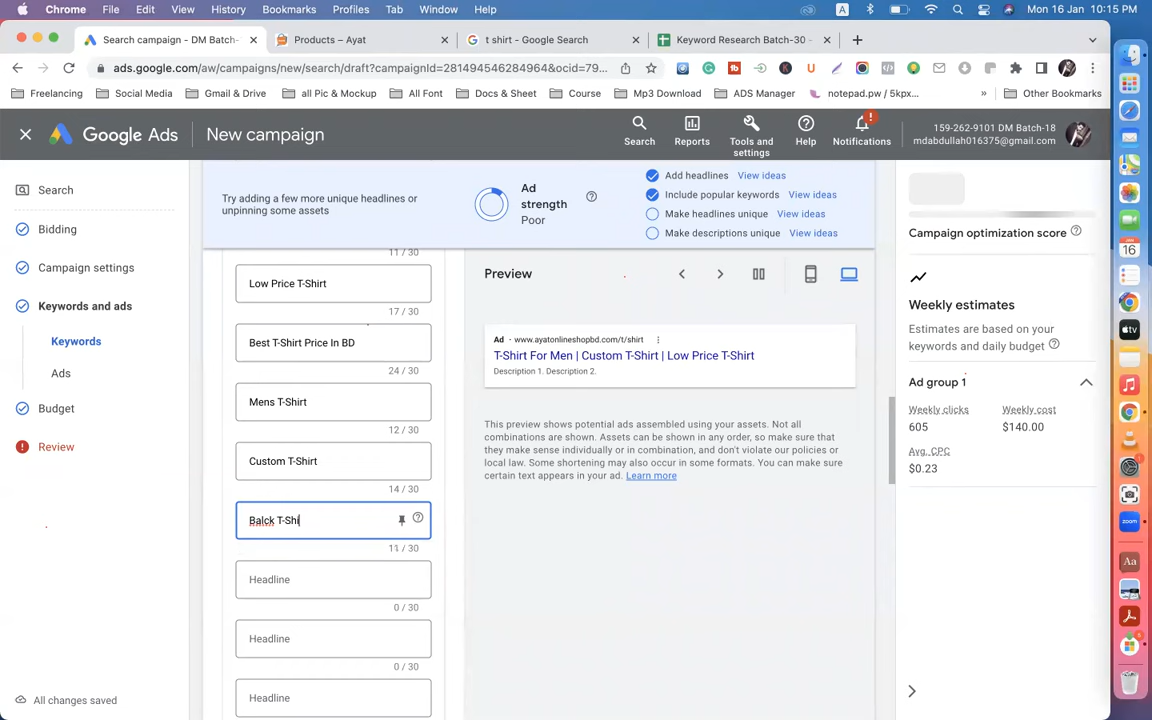 Chrome File Edit View History Bookmarks Profiles Tab Window Help A Mon 16 Jan 10:15 PM
Search campaign - DM Batch- Products – Ayat t shirt - Google Search Keyword Research Batch-30 -
ads.google.com/aw/campaigns/new/search/draft?campaignId=281494546284964&ocid=79...
Freelancing Social Media Gmail & Drive all Pic & Mockup All Font Docs & Sheet Course Mp3 Download ADS Manager notepad.pw / 5kpx... » Other Bookmarks
Google Ads New campaign
Search Reports Tools and settings Help Notifications
159-262-9101 DM Batch-18
mdabdullah016375@gmail.com
Search
Bidding
Campaign settings
Keywords and ads
Keywords
Ads
Budget
Review
All changes saved
Try adding a few more unique headlines or
unpinning some assets
Ad
strength
Poor
Add headlines View ideas
Include popular keywords View ideas
Make headlines unique View ideas
Make descriptions unique View ideas
11 / 30
Low Price T-Shirt
17 / 30
Best T-Shirt Price In BD
24 / 30
Mens T-Shirt
12 / 30
Custom T-Shirt
14 / 30
Balck T-Shi
11 / 30
Headline
0 / 30
Headline
0 / 30
Headline
Preview
Ad · www.ayatonlineshopbd.com/t/shirt
T-Shirt For Men | Custom T-Shirt | Low Price T-Shirt
Description 1. Description 2.
This preview shows potential ads assembled using your assets. Not all
combinations are shown. Assets can be shown in any order, so make sure that
they make sense individually or in combination, and don't violate our policies or
local law. Some shortening may also occur in some formats. You can make sure
certain text appears in your ad. Learn more
Campaign optimization score
Weekly estimates
Estimates are based on your
keywords and daily budget
Ad group 1
Weekly clicks Weekly cost
605 $140.00
Avg. CPC
$0.23
JAN
16
tv
zoom
Aa